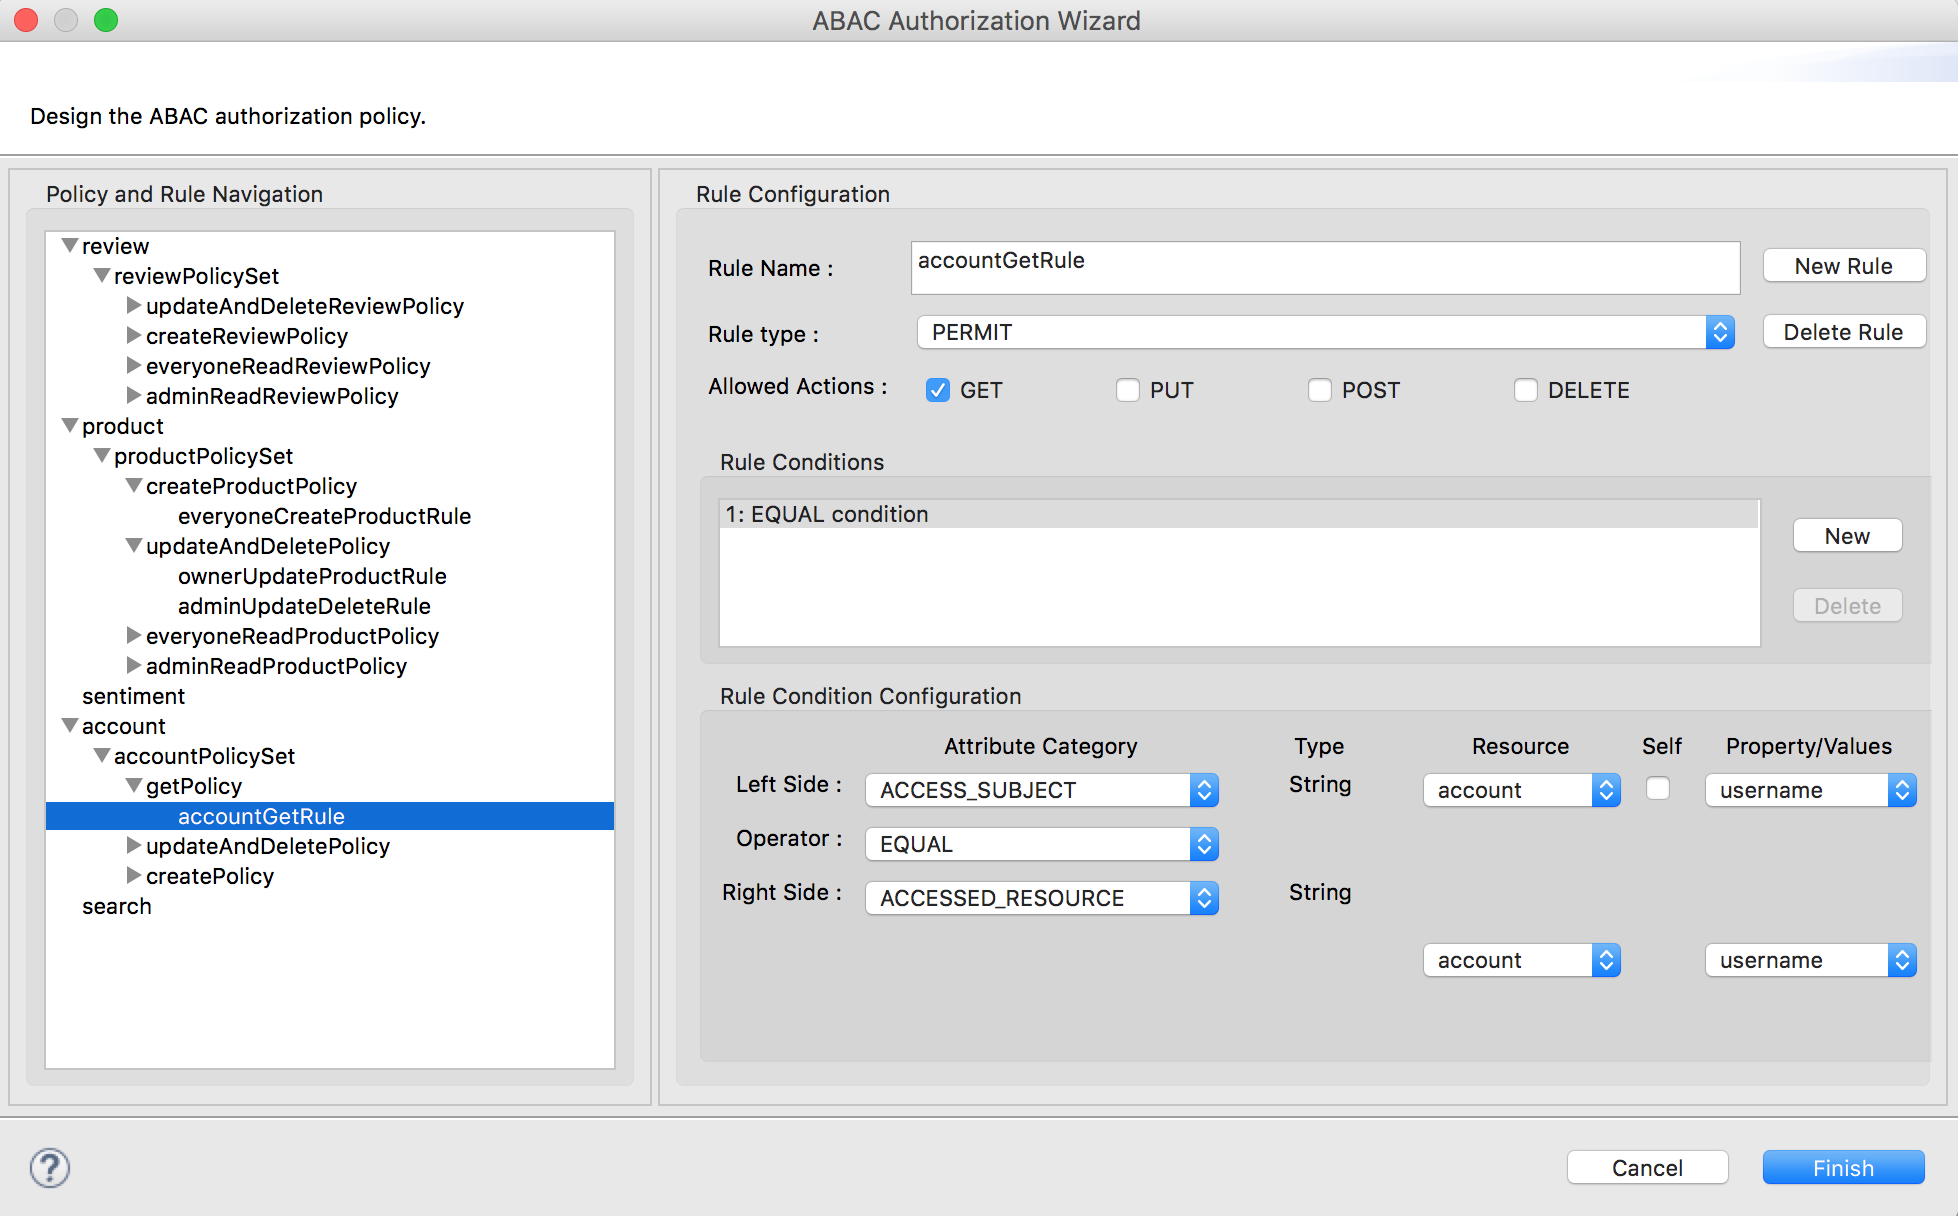 ABAC Authorization Wizard
Design the ABAC authorization policy.
Policy and Rule Navigation
review
reviewPolicySet
updateAndDeleteReviewPolicy
createReviewPolicy
everyoneReadReviewPolicy
adminReadReviewPolicy
product
productPolicySet
createProductPolicy
everyoneCreateProductRule
updateAndDeletePolicy
ownerUpdateProductRule
adminUpdateDeleteRule
everyoneReadProductPolicy
adminReadProductPolicy
sentiment
account
accountPolicySet
getPolicy
accountGetRule
updateAndDeletePolicy
createPolicy
search
Rule Configuration
Rule Name : accountGetRule New Rule
Rule type : PERMIT Delete Rule
Allowed Actions : GET PUT POST DELETE
Rule Conditions
1: EQUAL condition
New
Delete
Rule Condition Configuration
Attribute Category Type Resource Self Property/Values
Left Side : ACCESS_SUBJECT String account username
Operator : EQUAL
Right Side : ACCESSED_RESOURCE String
account username
? Cancel Finish